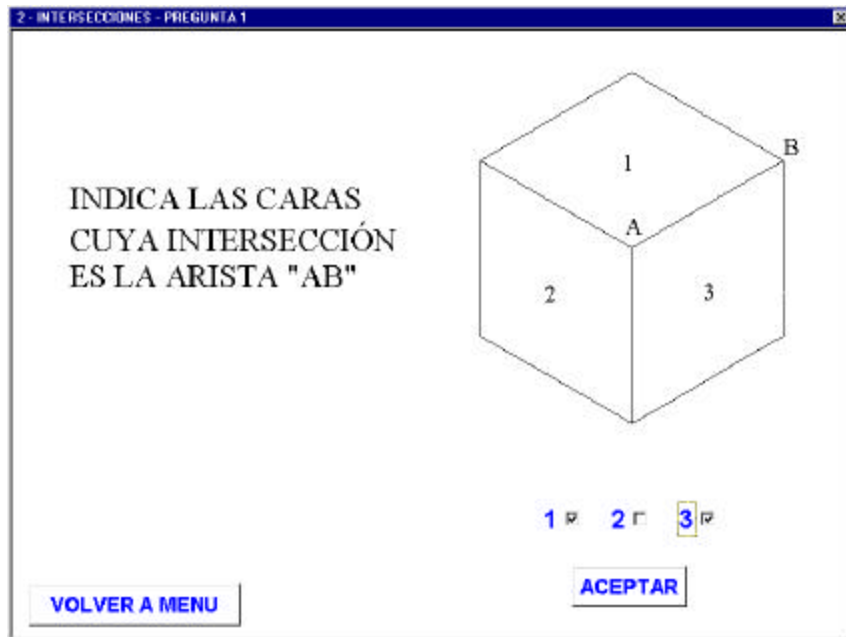 2 - INTERSECCIONES - PREGUNTA 1
INDICA LAS CARAS
CUYA INTERSECCIÓN
ES LA ARISTA "AB"
B
1
A
2
3
1 2 3
ACEPTAR
VOLVER A MENU